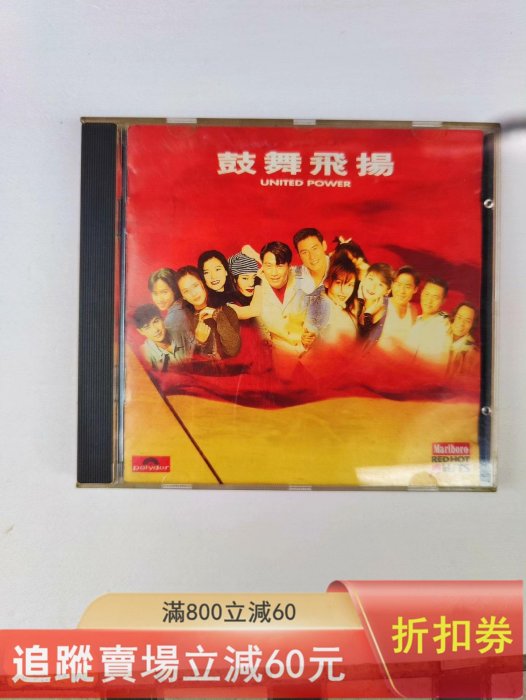 鼓舞飛揚
UNITED POWER
polydor
Marlboro
RED HOT
HITS
滿800立減60
追蹤賣場立減60元
折扣券